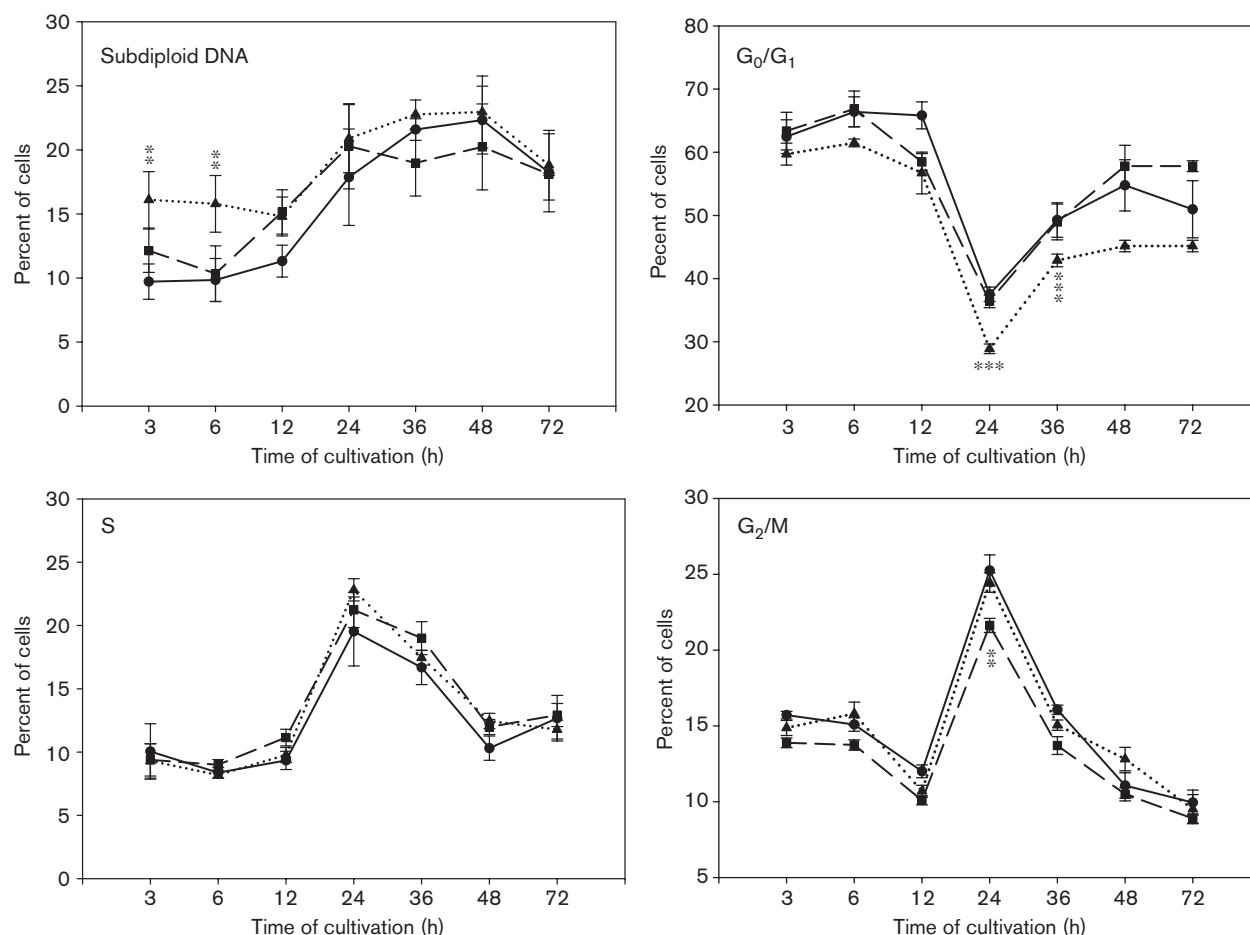 Subdiploid DNA
Percent of cells
30
25
20
15
10
5
0
**
**
3 6 12 24 36 48 72
Time of cultivation (h)
G₀/G₁
Pecent of cells
80
70
60
50
40
30
20
***
***
3 6 12 24 36 48 72
Time of cultivation (h)
S
Percent of cells
30
25
20
15
10
5
0
3 6 12 24 36 48 72
Time of cultivation (h)
G₂/M
Percent of cells
30
25
20
15
10
5
**
3 6 12 24 36 48 72
Time of cultivation (h)